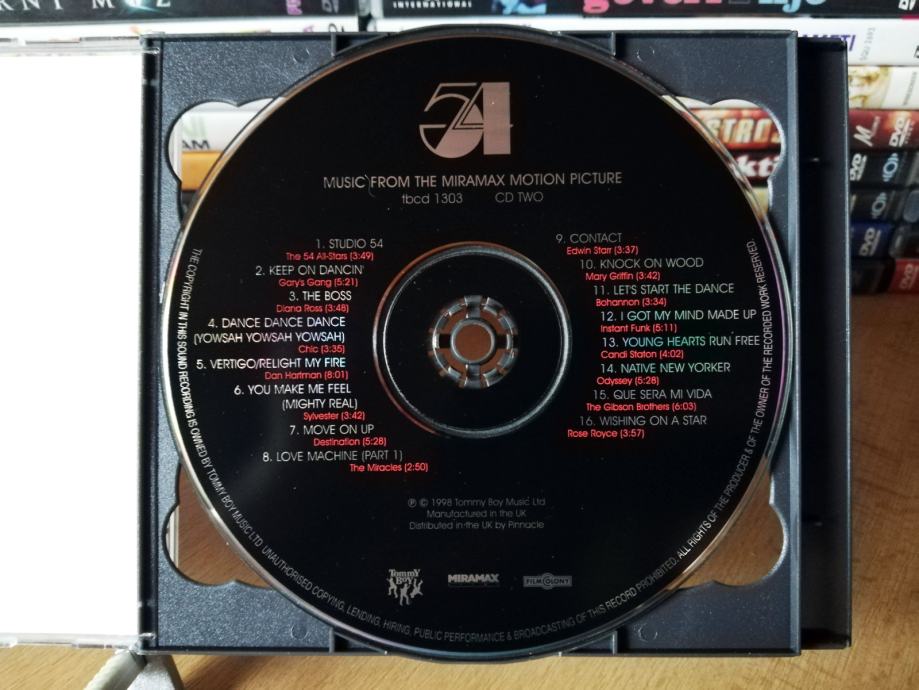 INTERNATIONAL
54
MUSIC FROM THE MIRAMAX MOTION PICTURE
tbcd 1303 CD TWO
1. STUDIO 54
The 54 All-Stars (3:49)
2. KEEP ON DANCIN'
Gary's Gang (5:21)
3. THE BOSS
Diana Ross (3:48)
4. DANCE DANCE DANCE
(YOWSAH YOWSAH YOWSAH)
Chic (3:35)
5. VERTIGO/RELIGHT MY FIRE
Dan Hartman (8:01)
6. YOU MAKE ME FEEL
(MIGHTY REAL)
Sylvester (3:42)
7. MOVE ON UP
Destination (5:28)
8. LOVE MACHINE (PART 1)
The Miracles (2:50)
9. CONTACT
Edwin Starr (3:37)
10. KNOCK ON WOOD
Mary Griffin (3:42)
11. LET'S START THE DANCE
Bohannon (3:34)
12. I GOT MY MIND MADE UP
Instant Funk (5:11)
13. YOUNG HEARTS RUN FREE
Candi Staton (4:02)
14. NATIVE NEW YORKER
Odyssey (5:28)
15. QUE SERA MI VIDA
The Gibson Brothers (6:03)
16. WISHING ON A STAR
Rose Royce (3:57)
℗ © 1998 Tommy Boy Music Ltd
Manufactured in the UK
Distributed in the UK by Pinnacle
Tommy Boy
MIRAMAX
FILMCOLONY
THE COPYRIGHT IN THIS SOUND RECORDING IS OWNED BY TOMMY BOY MUSIC LTD. UNAUTHORISED COPYING, LENDING, HIRING, PUBLIC PERFORMANCE & BROADCASTING OF THIS RECORD PROHIBITED. ALL RIGHTS OF THE PRODUCER & OF THE OWNER OF THE RECORDED WORK RESERVED.
DVD
DVD